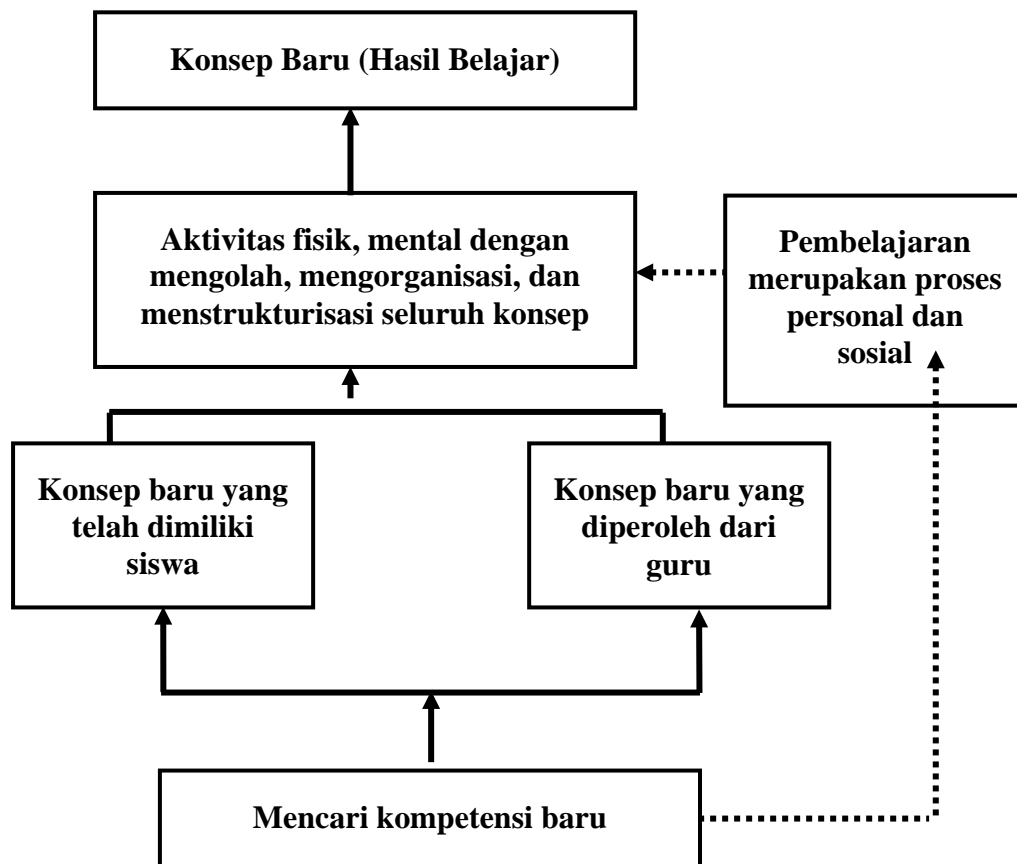 Konsep Baru (Hasil Belajar)
Aktivitas fisik, mental dengan
mengolah, mengorganisasi, dan
menstrukturisasi seluruh konsep
Pembelajaran
merupakan proses
personal dan
sosial
Konsep baru yang
telah dimiliki
siswa
Konsep baru yang
diperoleh dari
guru
Mencari kompetensi baru